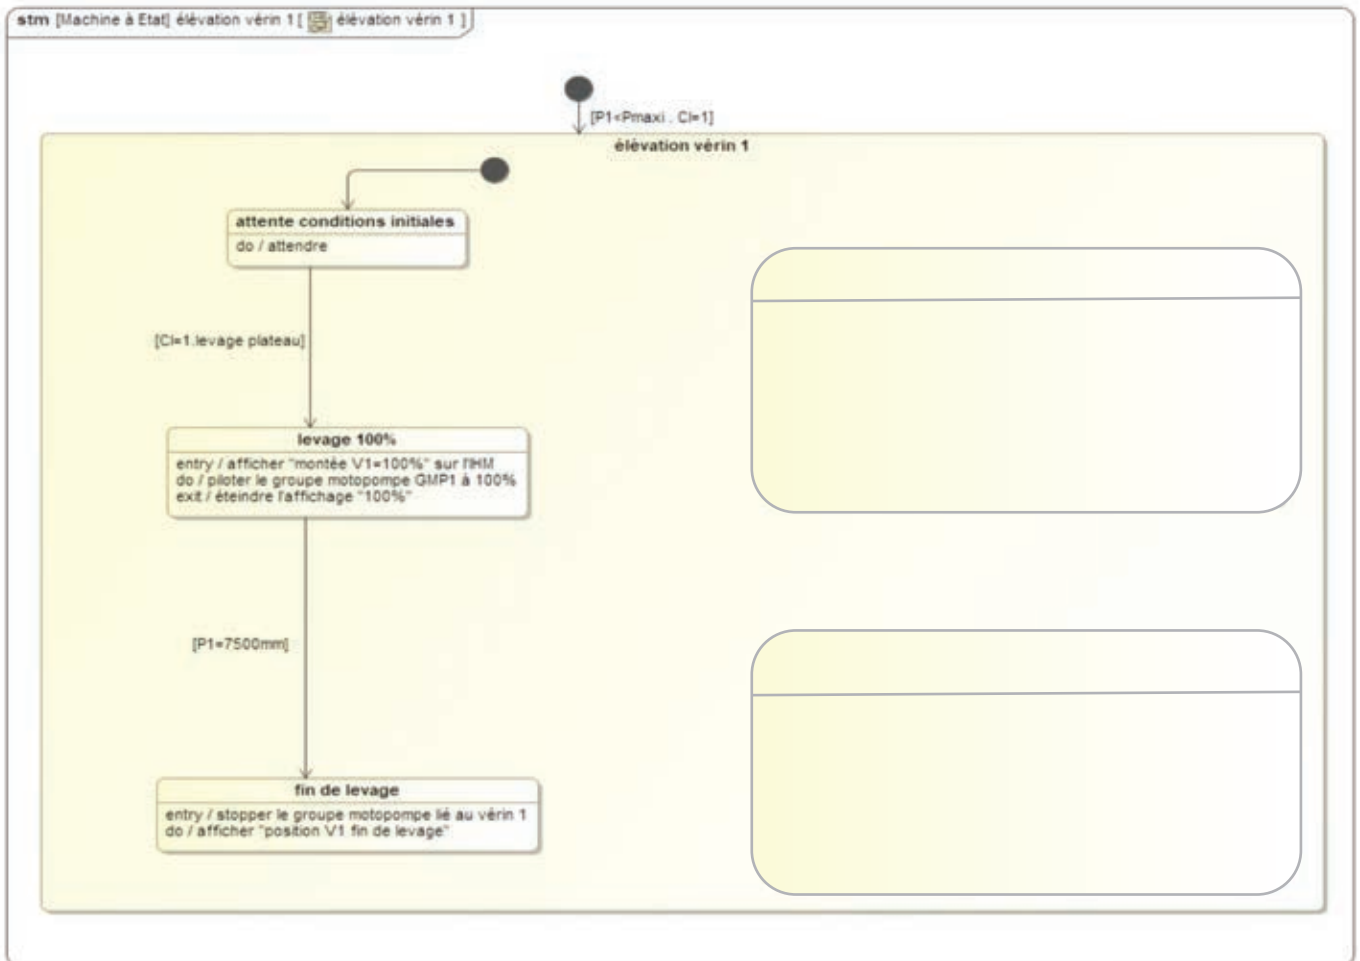 stm [Machine à Etat] élévation vérin 1 [ élévation vérin 1 ]
[P1<Pmaxi . CI=1]
élévation vérin 1
attente conditions initiales
do / attendre
[CI=1.levage plateau]
levage 100%
entry / afficher "montée V1=100%" sur l'IHM
do / piloter le groupe motopompe GMP1 à 100%
exit / éteindre l'affichage "100%"
[P1=7500mm]
fin de levage
entry / stopper le groupe motopompe lié au vérin 1
do / afficher "position V1 fin de levage"